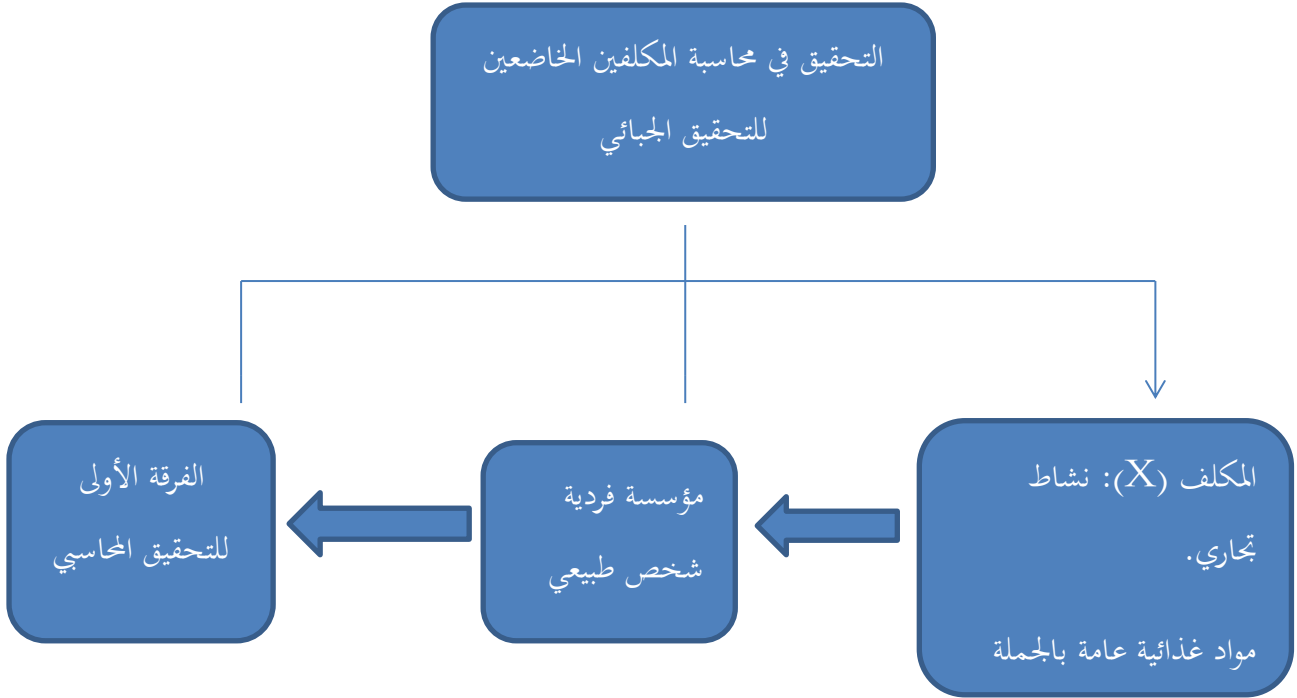 التحقيق في محاسبة المكلفين الخاضعين
للتحقيق الجبائي
المكلف (X): نشاط
تجاري.
مواد غذائية عامة بالجملة
مؤسسة فردية
شخص طبيعي
الفرقة الأولى
للتحقيق المحاسبي